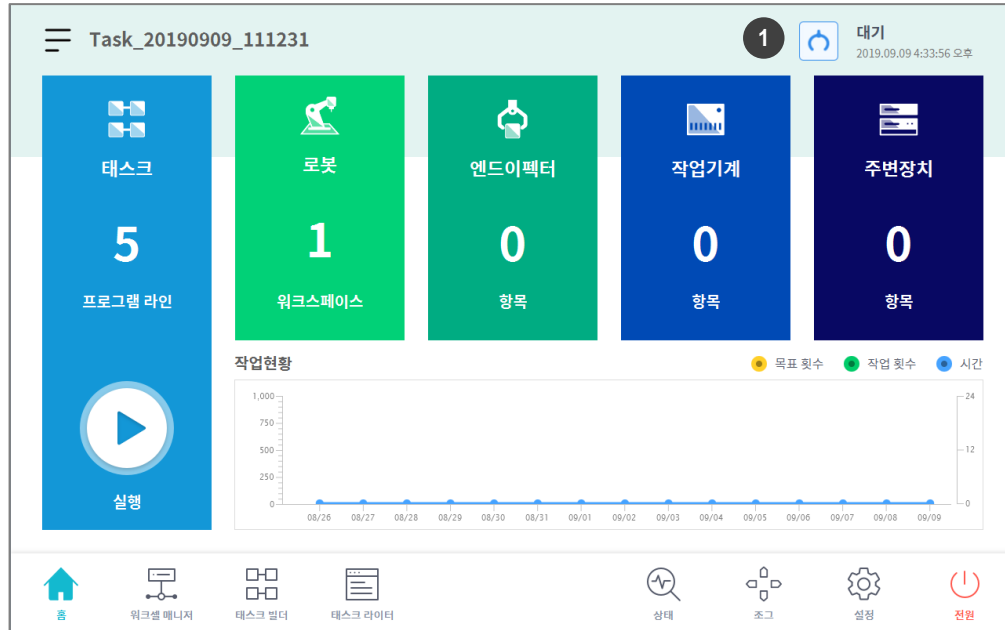 Task_20190909_111231
1
대기
2019.09.09 4:33:56 오후
태스크
5
프로그램 라인
실행
로봇
1
워크스페이스
엔드이펙터
0
항목
작업기계
0
항목
주변장치
0
항목
작업현황
목표 횟수
작업 횟수
시간
1,000
750
500
250
0
24
12
0
08/26 08/27 08/28 08/29 08/30 08/31 09/01 09/02 09/03 09/04 09/05 09/06 09/07 09/08 09/09
홈
워크셀 매니저
태스크 빌더
태스크 라이터
상태
조그
설정
전원